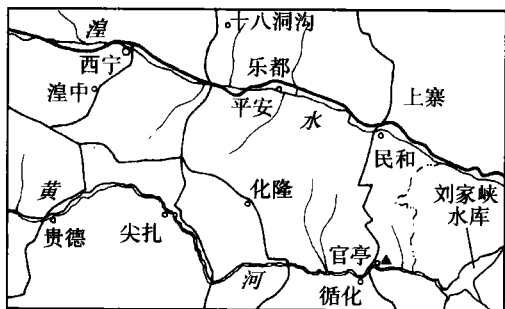 湟
十八洞沟
西宁
乐都
湟中
平安
上寨
水
民和
黄
化隆
刘家峡
水库
贵德
尖扎
官亭
河
循化